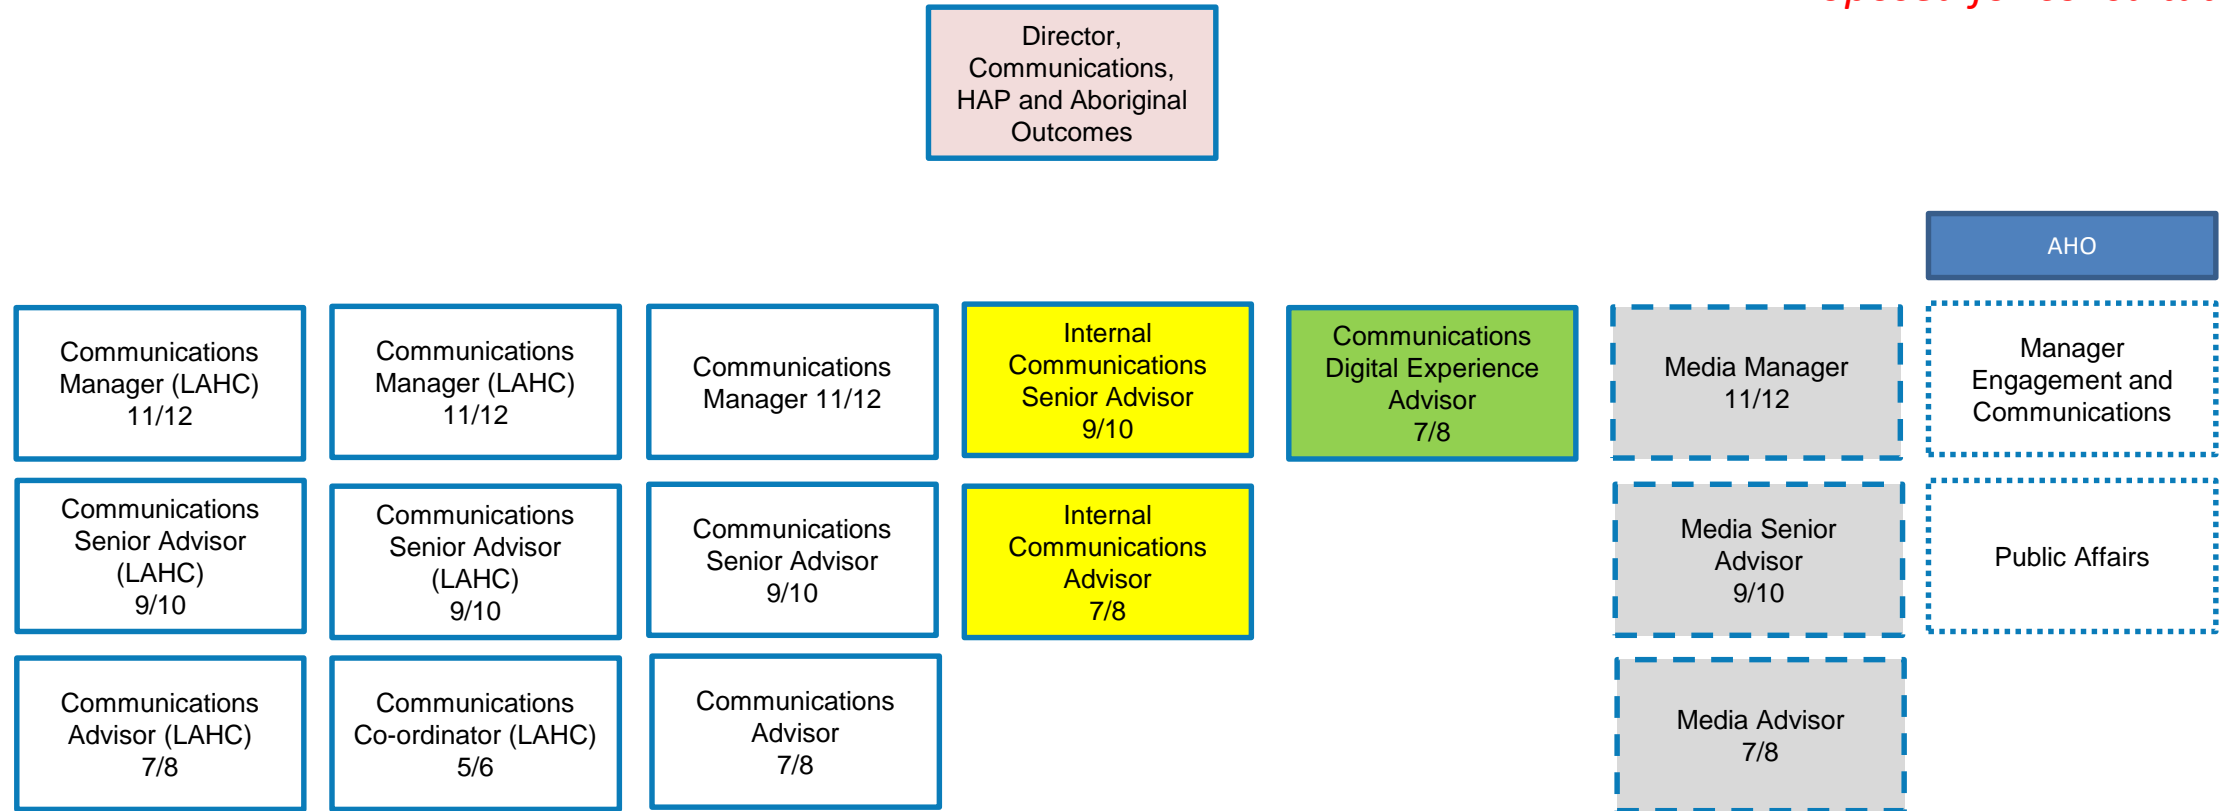 Director,
Communications,
HAP and Aboriginal
Outcomes
AHO
Communications
Manager (LAHC)
11/12
Communications
Manager (LAHC)
11/12
Communications
Manager 11/12
Internal
Communications
Senior Advisor
9/10
Communications
Digital Experience
Advisor
7/8
Media Manager
11/12
Manager
Engagement and
Communications
Communications
Senior Advisor
(LAHC)
9/10
Communications
Senior Advisor
(LAHC)
9/10
Communications
Senior Advisor
9/10
Internal
Communications
Advisor
7/8
Media Senior
Advisor
9/10
Public Affairs
Communications
Advisor (LAHC)
7/8
Communications
Co-ordinator (LAHC)
5/6
Communications
Advisor
7/8
Media Advisor
7/8